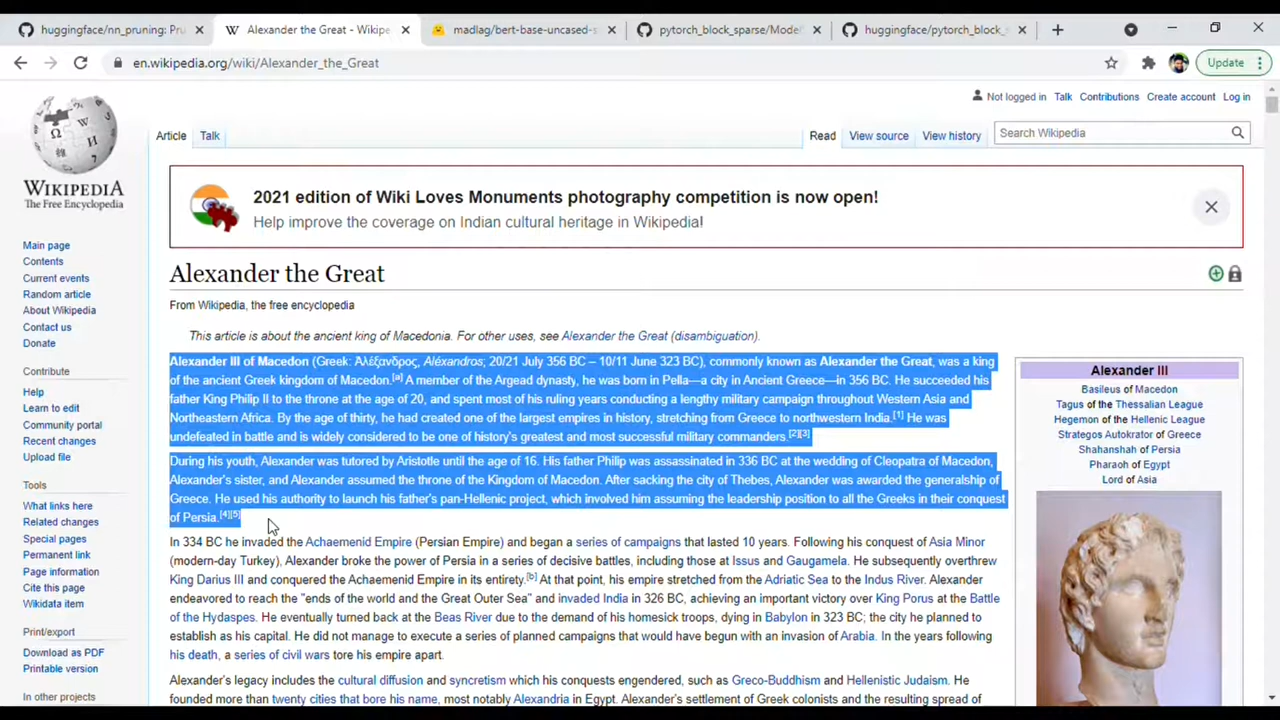 huggingface/nn_pruning: Pru
Alexander the Great - Wikipe
madlag/bert-base-uncased-s
pytorch_block_sparse/Model
huggingface/pytorch_block_s
en.wikipedia.org/wiki/Alexander_the_Great
Update
Not logged in Talk Contributions Create account Log in
Article Talk
Read View source View history
Search Wikipedia
WIKIPEDIA
The Free Encyclopedia
Main page
Contents
Current events
Random article
About Wikipedia
Contact us
Donate
Contribute
Help
Learn to edit
Community portal
Recent changes
Upload file
Tools
What links here
Related changes
Special pages
Permanent link
Page information
Cite this page
Wikidata item
Print/export
Download as PDF
Printable version
In other projects
2021 edition of Wiki Loves Monuments photography competition is now open!
Help improve the coverage on Indian cultural heritage in Wikipedia!
Alexander the Great
From Wikipedia, the free encyclopedia
This article is about the ancient king of Macedonia. For other uses, see Alexander the Great (disambiguation).
Alexander III of Macedon (Greek: Ἀλέξανδρος, Aléxandros; 20/21 July 356 BC – 10/11 June 323 BC), commonly known as Alexander the Great, was a king
of the ancient Greek kingdom of Macedon.[a] A member of the Argead dynasty, he was born in Pella—a city in Ancient Greece—in 356 BC. He succeeded his
father King Philip II to the throne at the age of 20, and spent most of his ruling years conducting a lengthy military campaign throughout Western Asia and
Northeastern Africa. By the age of thirty, he had created one of the largest empires in history, stretching from Greece to northwestern India.[1] He was
undefeated in battle and is widely considered to be one of history's greatest and most successful military commanders.[2][3]
During his youth, Alexander was tutored by Aristotle until the age of 16. His father Philip was assassinated in 336 BC at the wedding of Cleopatra of Macedon,
Alexander's sister, and Alexander assumed the throne of the Kingdom of Macedon. After sacking the city of Thebes, Alexander was awarded the generalship of
Greece. He used his authority to launch his father's pan-Hellenic project, which involved him assuming the leadership position to all the Greeks in their conquest
of Persia.[4][5]
In 334 BC he invaded the Achaemenid Empire (Persian Empire) and began a series of campaigns that lasted 10 years. Following his conquest of Asia Minor
(modern-day Turkey), Alexander broke the power of Persia in a series of decisive battles, including those at Issus and Gaugamela. He subsequently overthrew
King Darius III and conquered the Achaemenid Empire in its entirety.[b] At that point, his empire stretched from the Adriatic Sea to the Indus River. Alexander
endeavored to reach the "ends of the world and the Great Outer Sea" and invaded India in 326 BC, achieving an important victory over King Porus at the Battle
of the Hydaspes. He eventually turned back at the Beas River due to the demand of his homesick troops, dying in Babylon in 323 BC; the city he planned to
establish as his capital. He did not manage to execute a series of planned campaigns that would have begun with an invasion of Arabia. In the years following
his death, a series of civil wars tore his empire apart.
Alexander's legacy includes the cultural diffusion and syncretism which his conquests engendered, such as Greco-Buddhism and Hellenistic Judaism. He
founded more than twenty cities that bore his name, most notably Alexandria in Egypt. Alexander's settlement of Greek colonists and the resulting spread of
Alexander III
Basileus of Macedon
Tagus of the Thessalian League
Hegemon of the Hellenic League
Strategos Autokrator of Greece
Shahanshah of Persia
Pharaoh of Egypt
Lord of Asia